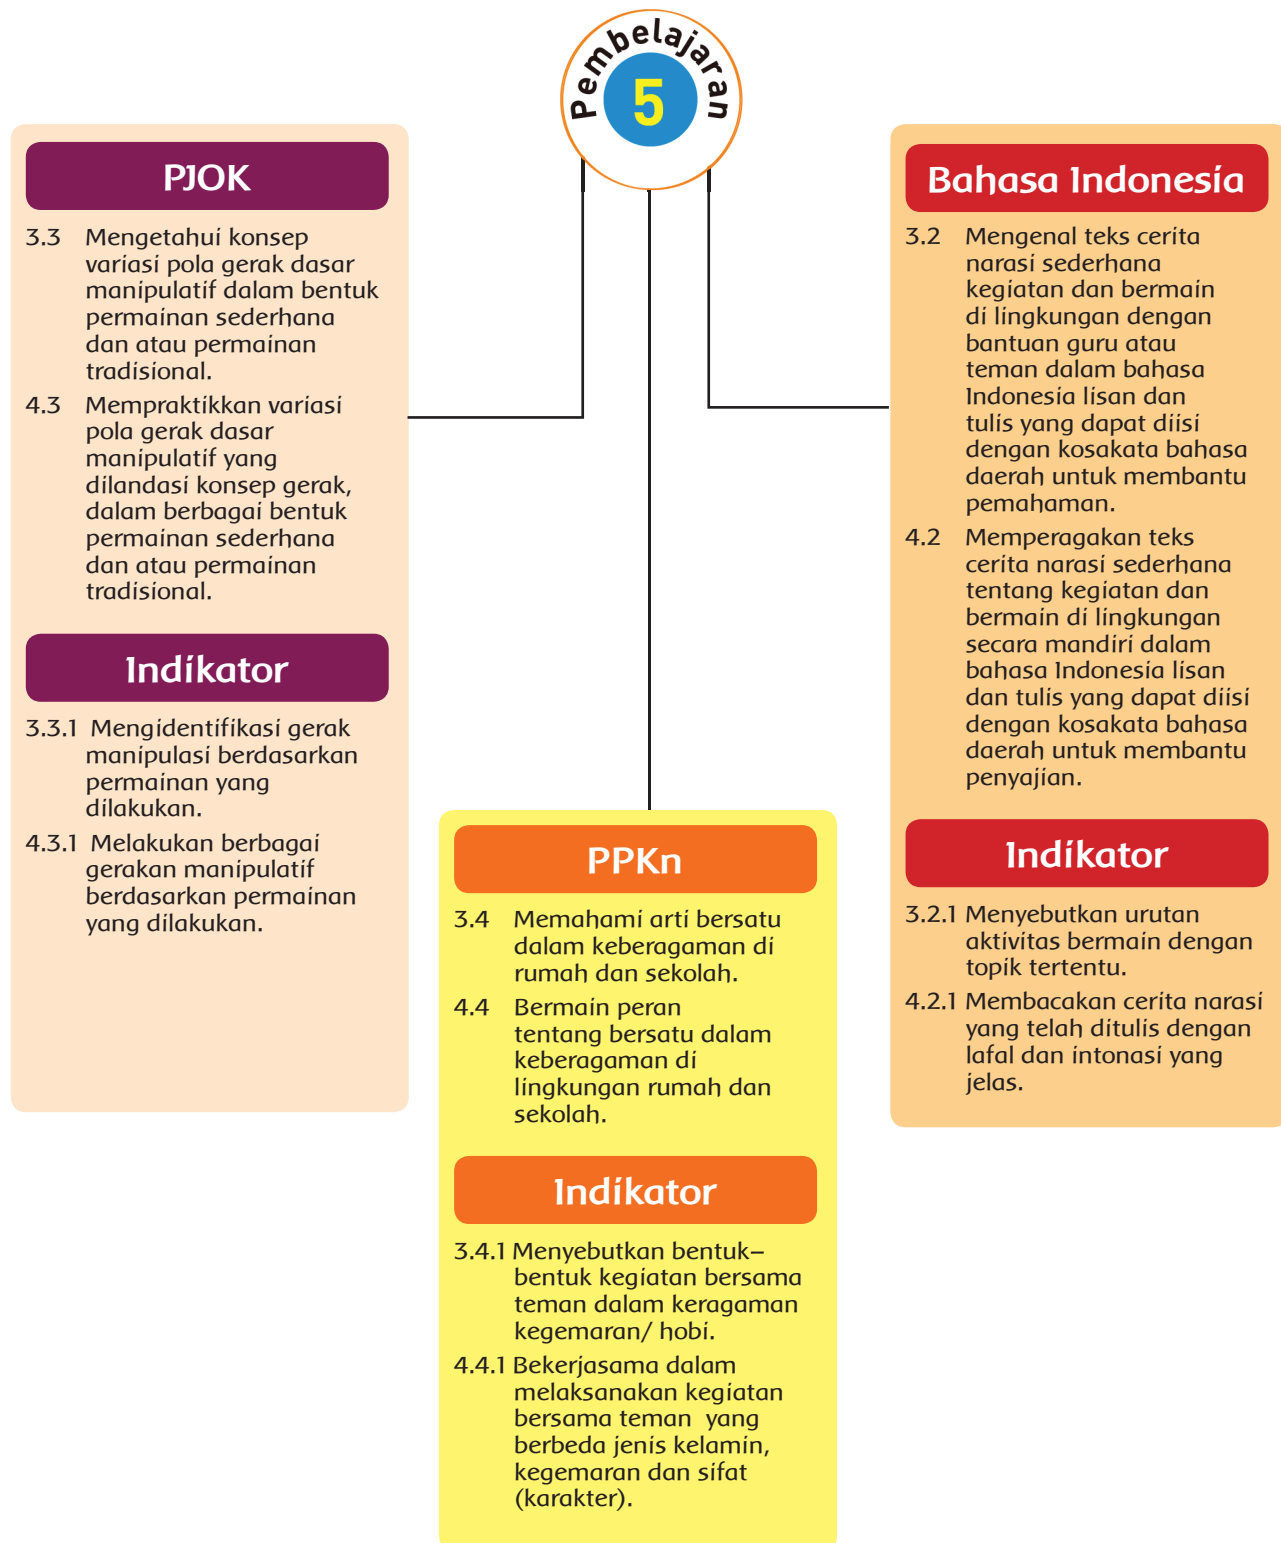 Pembelajaran
5
PJOK
3.3 Mengetahui konsep
variasi pola gerak dasar
manipulatif dalam bentuk
permainan sederhana
dan atau permainan
tradisional.
4.3 Mempraktikkan variasi
pola gerak dasar
manipulatif yang
dilandasi konsep gerak,
dalam berbagai bentuk
permainan sederhana
dan atau permainan
tradisional.
Indikator
3.3.1 Mengidentifikasi gerak
manipulasi berdasarkan
permainan yang
dilakukan.
4.3.1 Melakukan berbagai
gerakan manipulatif
berdasarkan permainan
yang dilakukan.
PPKn
3.4 Memahami arti bersatu
dalam keberagaman di
rumah dan sekolah.
4.4 Bermain peran
tentang bersatu dalam
keberagaman di
lingkungan rumah dan
sekolah.
Indikator
3.4.1 Menyebutkan bentuk–
bentuk kegiatan bersama
teman dalam keragaman
kegemaran/ hobi.
4.4.1 Bekerjasama dalam
melaksanakan kegiatan
bersama teman yang
berbeda jenis kelamin,
kegemaran dan sifat
(karakter).
Bahasa Indonesia
3.2 Mengenal teks cerita
narasi sederhana
kegiatan dan bermain
di lingkungan dengan
bantuan guru atau
teman dalam bahasa
Indonesia lisan dan
tulis yang dapat diisi
dengan kosakata bahasa
daerah untuk membantu
pemahaman.
4.2 Memperagakan teks
cerita narasi sederhana
tentang kegiatan dan
bermain di lingkungan
secara mandiri dalam
bahasa Indonesia lisan
dan tulis yang dapat diisi
dengan kosakata bahasa
daerah untuk membantu
penyajian.
Indikator
3.2.1 Menyebutkan urutan
aktivitas bermain dengan
topik tertentu.
4.2.1 Membacakan cerita narasi
yang telah ditulis dengan
lafal dan intonasi yang
jelas.